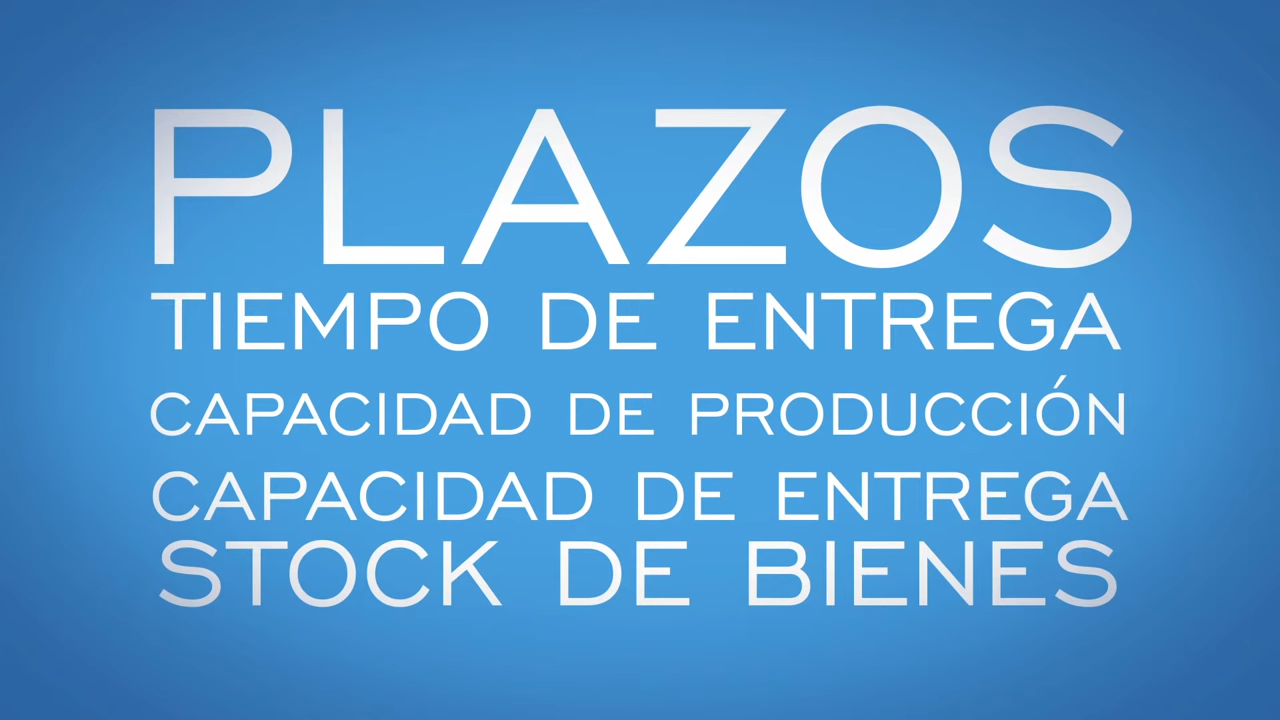 PLAZOS
TIEMPO DE ENTREGA
CAPACIDAD DE PRODUCCIÓN
CAPACIDAD DE ENTREGA
STOCK DE BIENES